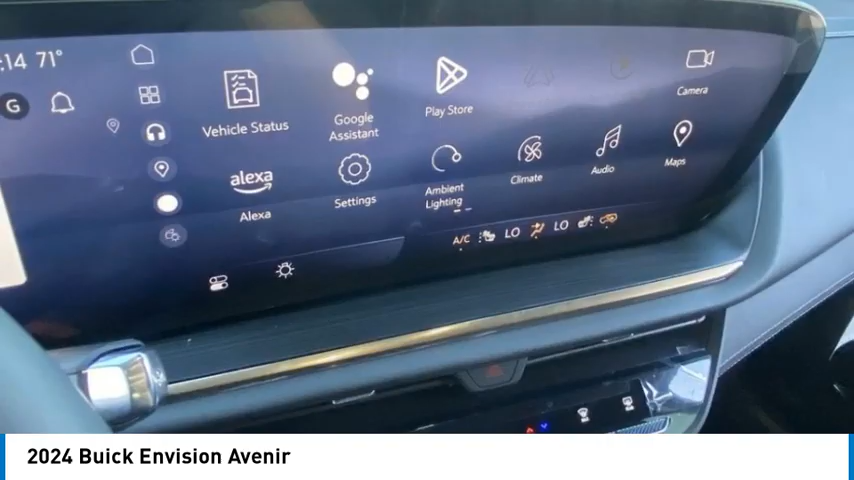 :14 71°
G
Vehicle Status
Google
Assistant
Play Store
Camera
alexa
Alexa
Settings
Ambient
Lighting
Climate
Audio
Maps
A/C LO LO
2024 Buick Envision Avenir